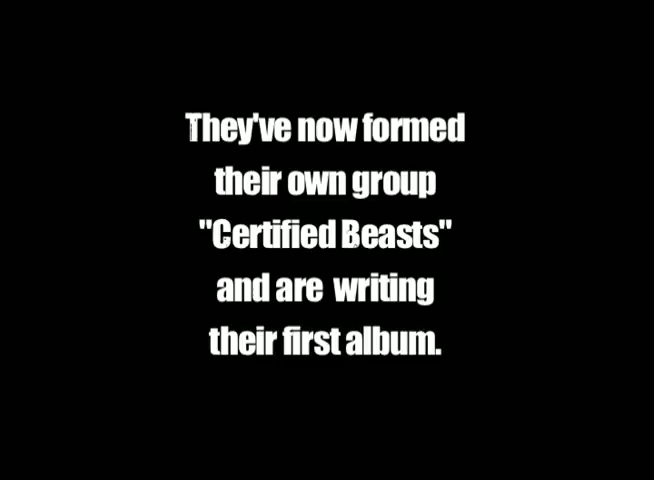 They've now formed
their own group
"Certified Beasts"
and are writing
their first album.